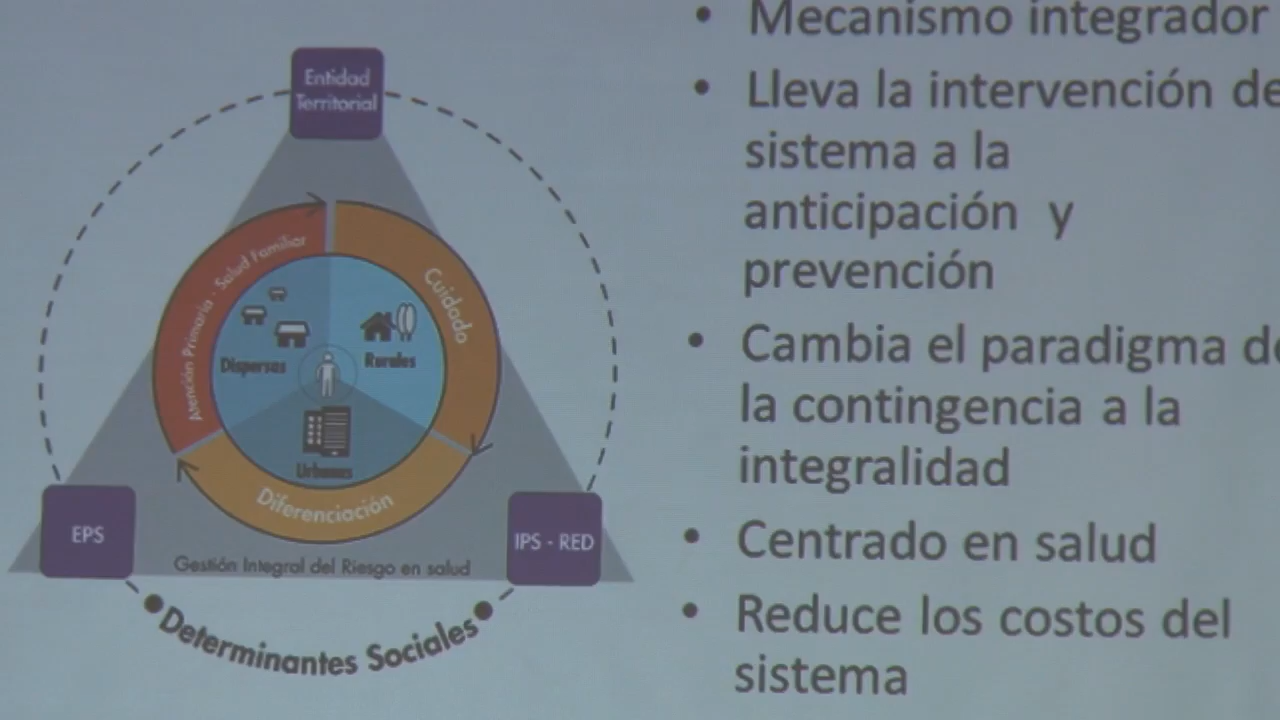 Entidad
Territorial
Atención Primaria - Salud Familiar
Cuidado
Dispersas
Rurales
Urbanas
Diferenciación
EPS
IPS - RED
Gestión Integral del Riesgo en salud
Determinantes Sociales
• Mecanismo integrador
• Lleva la intervención de
sistema a la
anticipación y
prevención
• Cambia el paradigma de
la contingencia a la
integralidad
• Centrado en salud
• Reduce los costos del
sistema